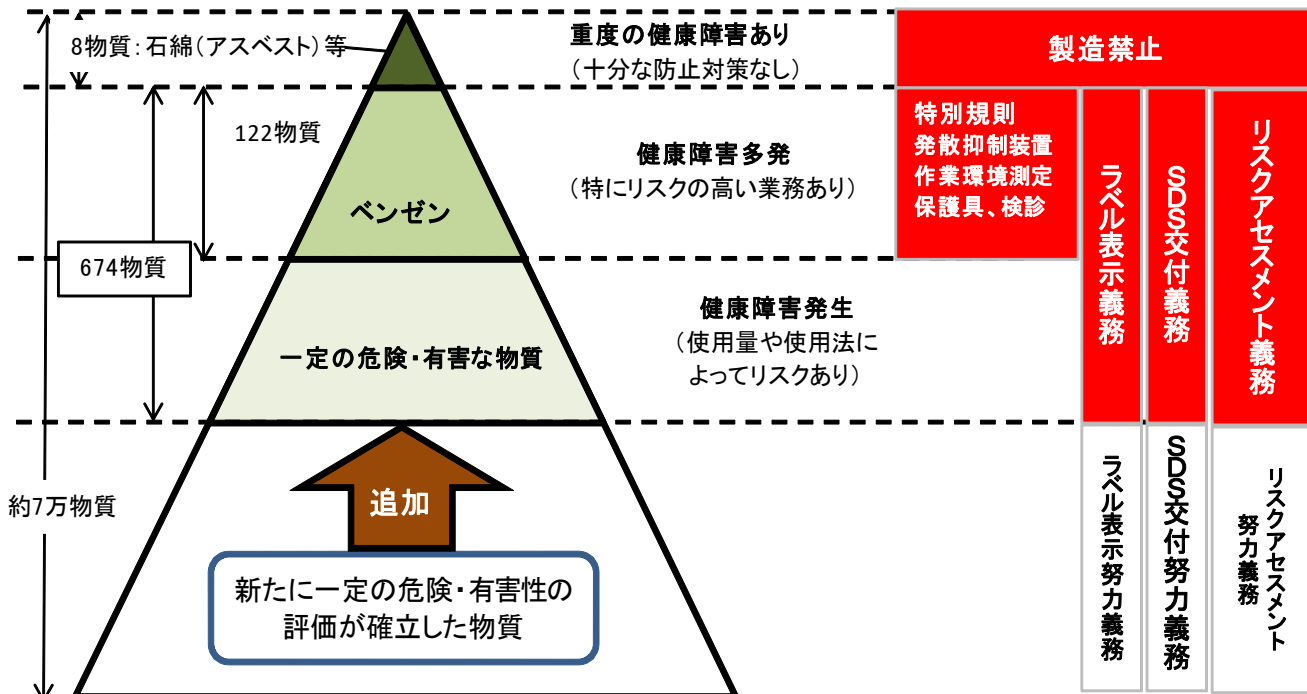 8物質：石綿（アスベスト）等
重度の健康障害あり
（十分な防止対策なし）
製造禁止
122物質
ベンゼン
健康障害多発
（特にリスクの高い業務あり）
特別規則
発散抑制装置
作業環境測定
保護具、検診
ラベル表示義務
SDS交付義務
リスクアセスメント義務
674物質
一定の危険・有害な物質
健康障害発生
（使用量や使用法に
よってリスクあり）
約7万物質
追加
新たに一定の危険・有害性の
評価が確立した物質
ラベル表示努力義務
SDS交付努力義務
リスクアセスメント
努力義務